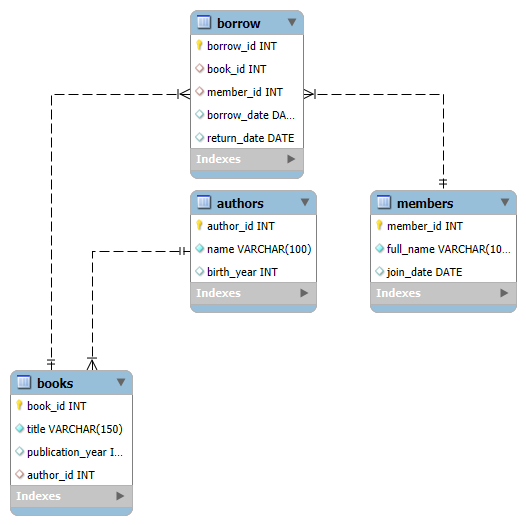 borrow
borrow_id INT
book_id INT
member_id INT
borrow_date DA...
return_date DATE
Indexes
authors
author_id INT
name VARCHAR(100)
birth_year INT
Indexes
members
member_id INT
full_name VARCHAR(10...
join_date DATE
Indexes
books
book_id INT
title VARCHAR(150)
publication_year I...
author_id INT
Indexes